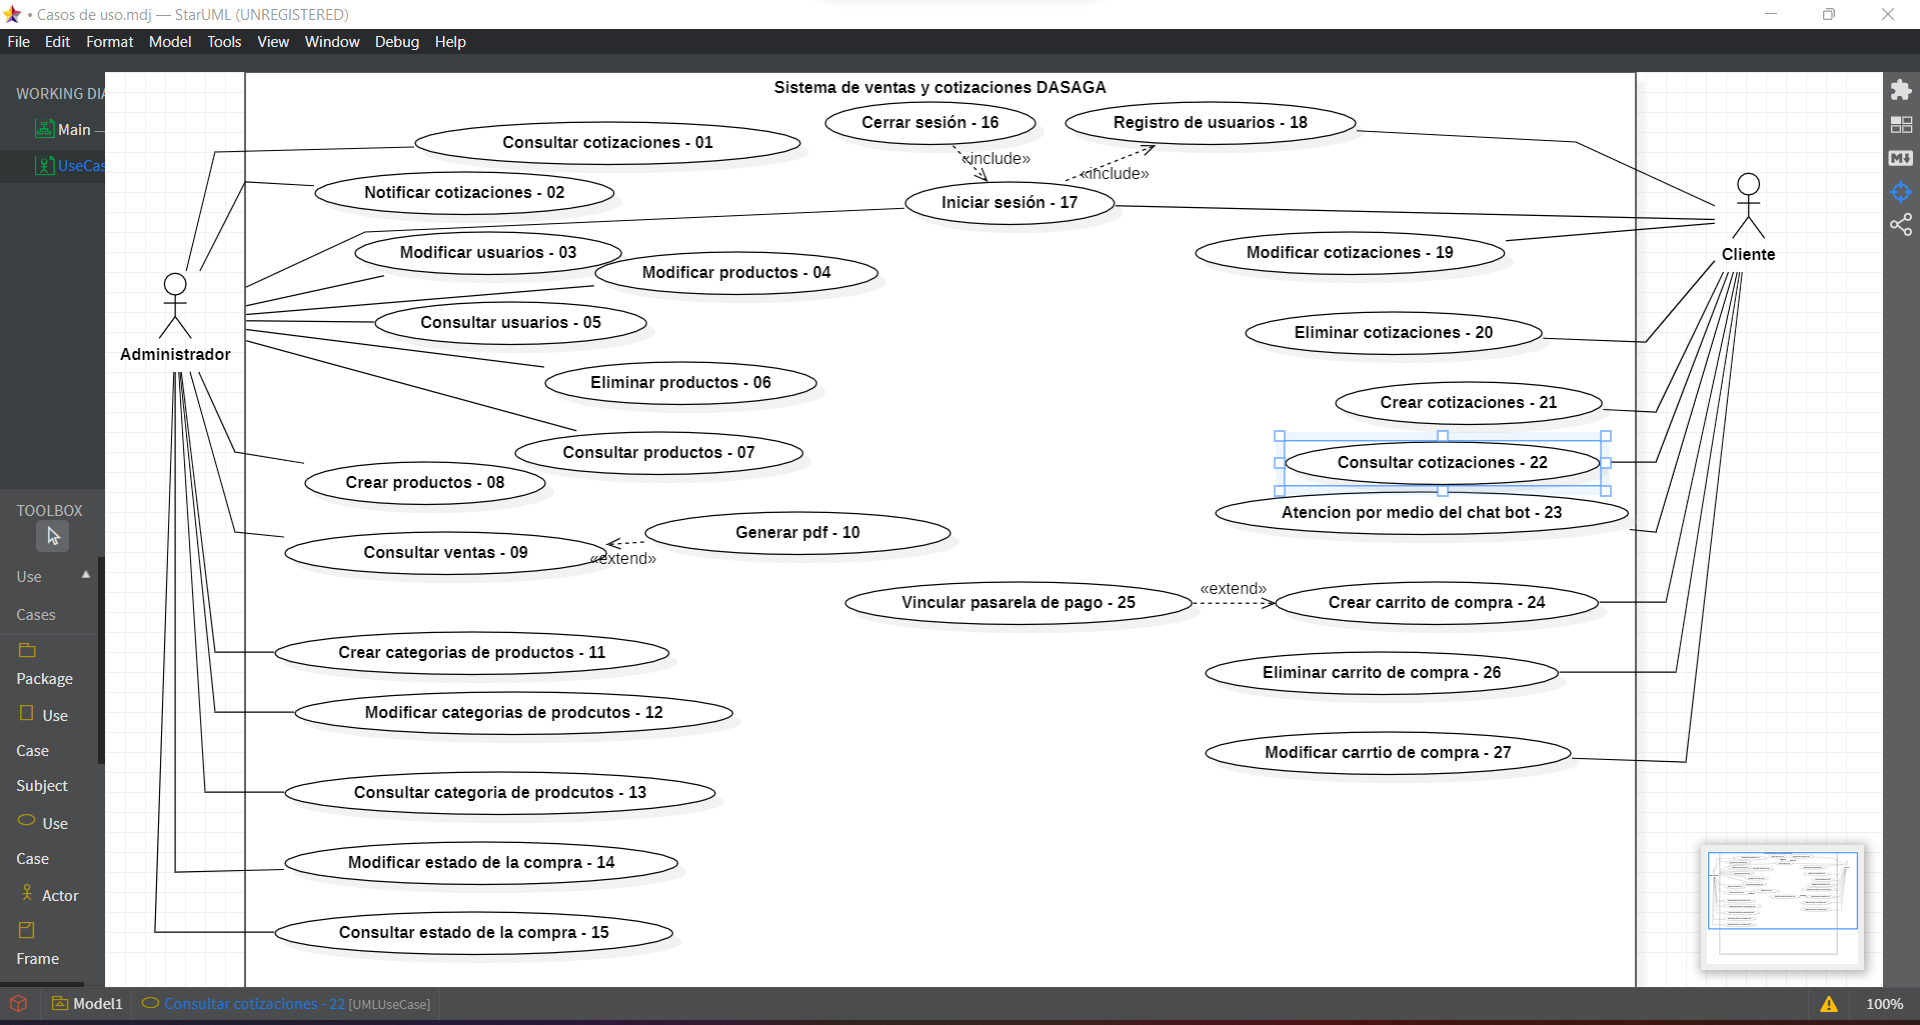 • Casos de uso.mdj — StarUML (UNREGISTERED)
File Edit Format Model Tools View Window Debug Help
WORKING DIA
Main —
UseCas
TOOLBOX
Use
Cases
Package
Use
Case
Subject
Use
Case
Actor
Frame
Sistema de ventas y cotizaciones DASAGA
Cerrar sesión - 16
Registro de usuarios - 18
Consultar cotizaciones - 01
«include»
«include»
Notificar cotizaciones - 02
Iniciar sesión - 17
Modificar usuarios - 03
Modificar cotizaciones - 19
Cliente
Modificar productos - 04
Consultar usuarios - 05
Eliminar cotizaciones - 20
Administrador
Eliminar productos - 06
Crear cotizaciones - 21
Consultar productos - 07
Consultar cotizaciones - 22
Crear productos - 08
Atencion por medio del chat bot - 23
Generar pdf - 10
Consultar ventas - 09
«extend»
«extend»
Vincular pasarela de pago - 25
Crear carrito de compra - 24
Crear categorias de productos - 11
Eliminar carrito de compra - 26
Modificar categorias de prodcutos - 12
Modificar carrtio de compra - 27
Consultar categoria de prodcutos - 13
Modificar estado de la compra - 14
Consultar estado de la compra - 15
Model1
Consultar cotizaciones - 22 [UMLUseCase]
100%